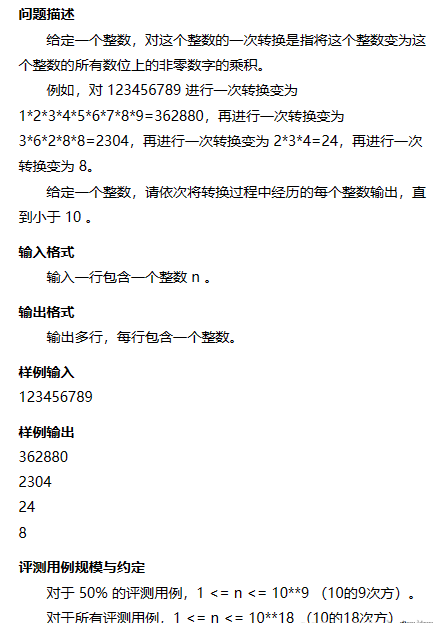 问题描述
给定一个整数，对这个整数的一次转换是指将这个整数变为这
个整数的所有数位上的非零数字的乘积。
例如，对 123456789 进行一次转换变为
1*2*3*4*5*6*7*8*9=362880，再进行一次转换变为
3*6*2*8*8=2304，再进行一次转换变为 2*3*4=24，再进行一次
转换变为 8。
给定一个整数，请依次将转换过程中经历的每个整数输出，直
到小于 10 。
输入格式
输入一行包含一个整数 n 。
输出格式
输出多行，每行包含一个整数。
样例输入
123456789
样例输出
362880
2304
24
8
评测用例规模与约定
对于 50% 的评测用例，1 <= n <= 10**9 （10的9次方）。
对于所有评测用例，1 <= n <= 10**18 （10的18次方）